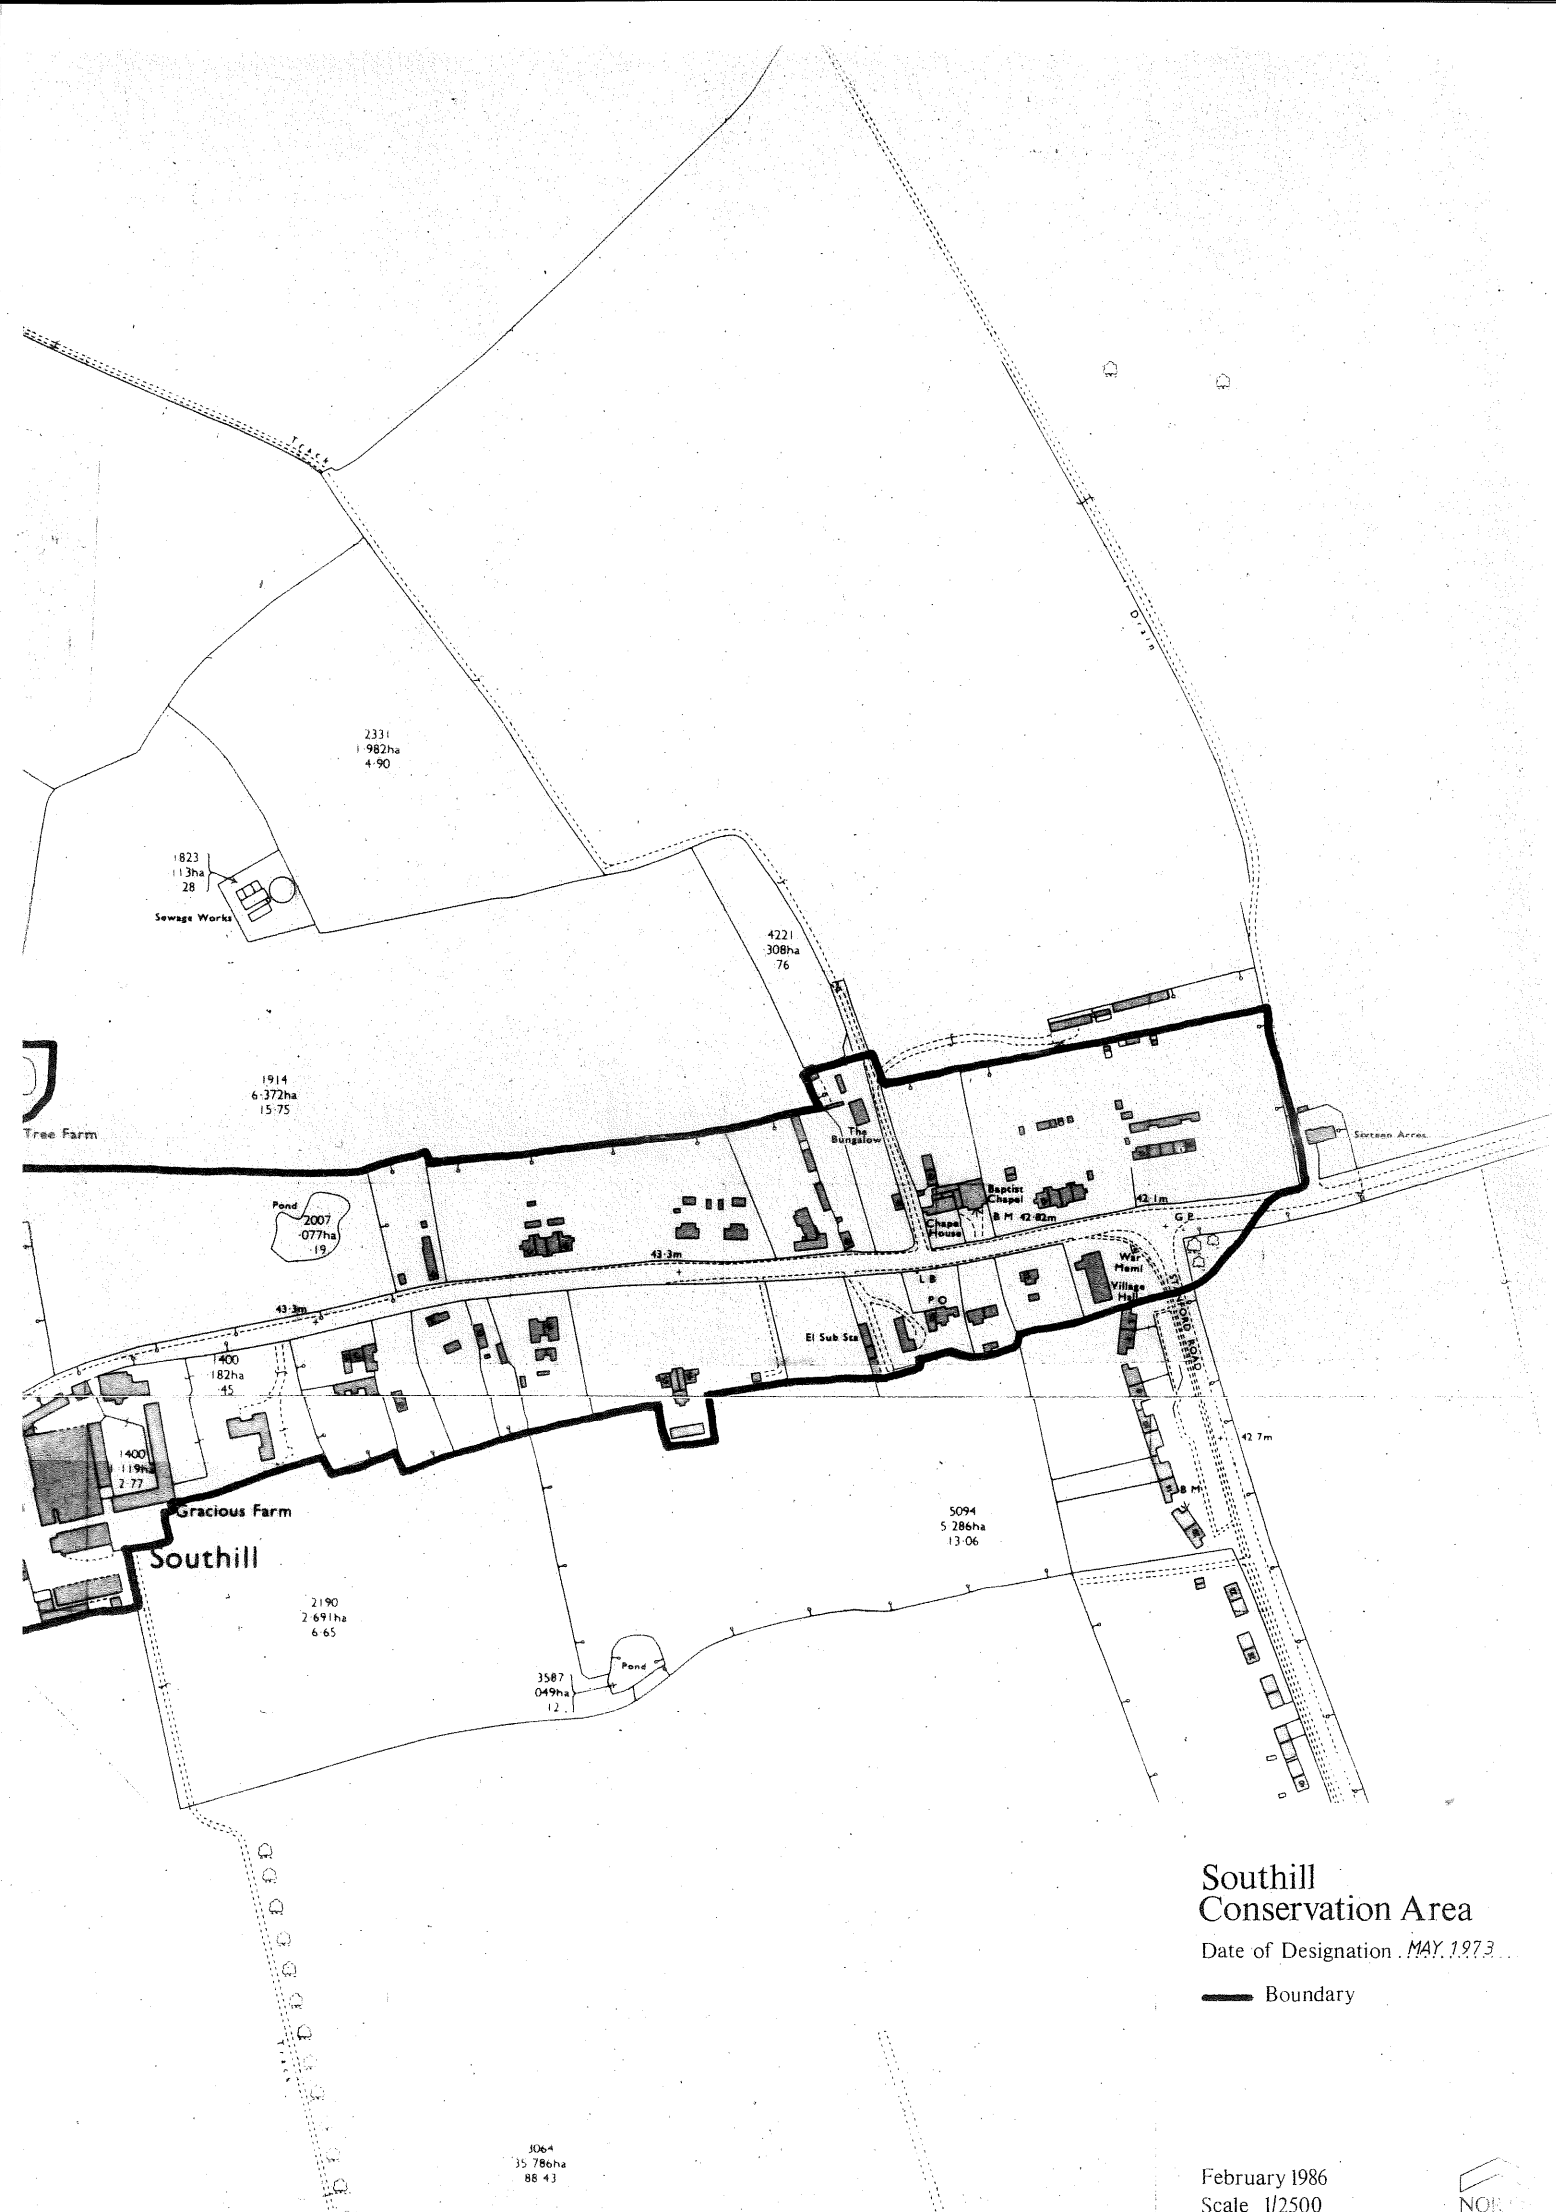 Track
Drain
2331
1·982ha
4·90
1823
113ha
28
Sewage Works
4221
308ha
76
1914
6·372ha
15·75
Tree Farm
The
Bungalow
Sixteen Acres
Pond
2007
·077ha
·19
Baptist
Chapel
42·1m
B M 42·82m
Chapel
House
G P
43·3m
War
Meml
L B
Village
Hall
P O
43·3m
El Sub Sta
STANFORD ROAD
1400
182ha
45
42·7m
1400
1·119ha
2·77
B M
Gracious Farm
5094
5 286ha
13·06
Southill
2190
2·691ha
6·65
Pond
3587
049ha
12
Southill
Conservation Area
Date of Designation MAY 1973
Boundary
Track
3064
35 786ha
88 43
February 1986
Scale 1/2500